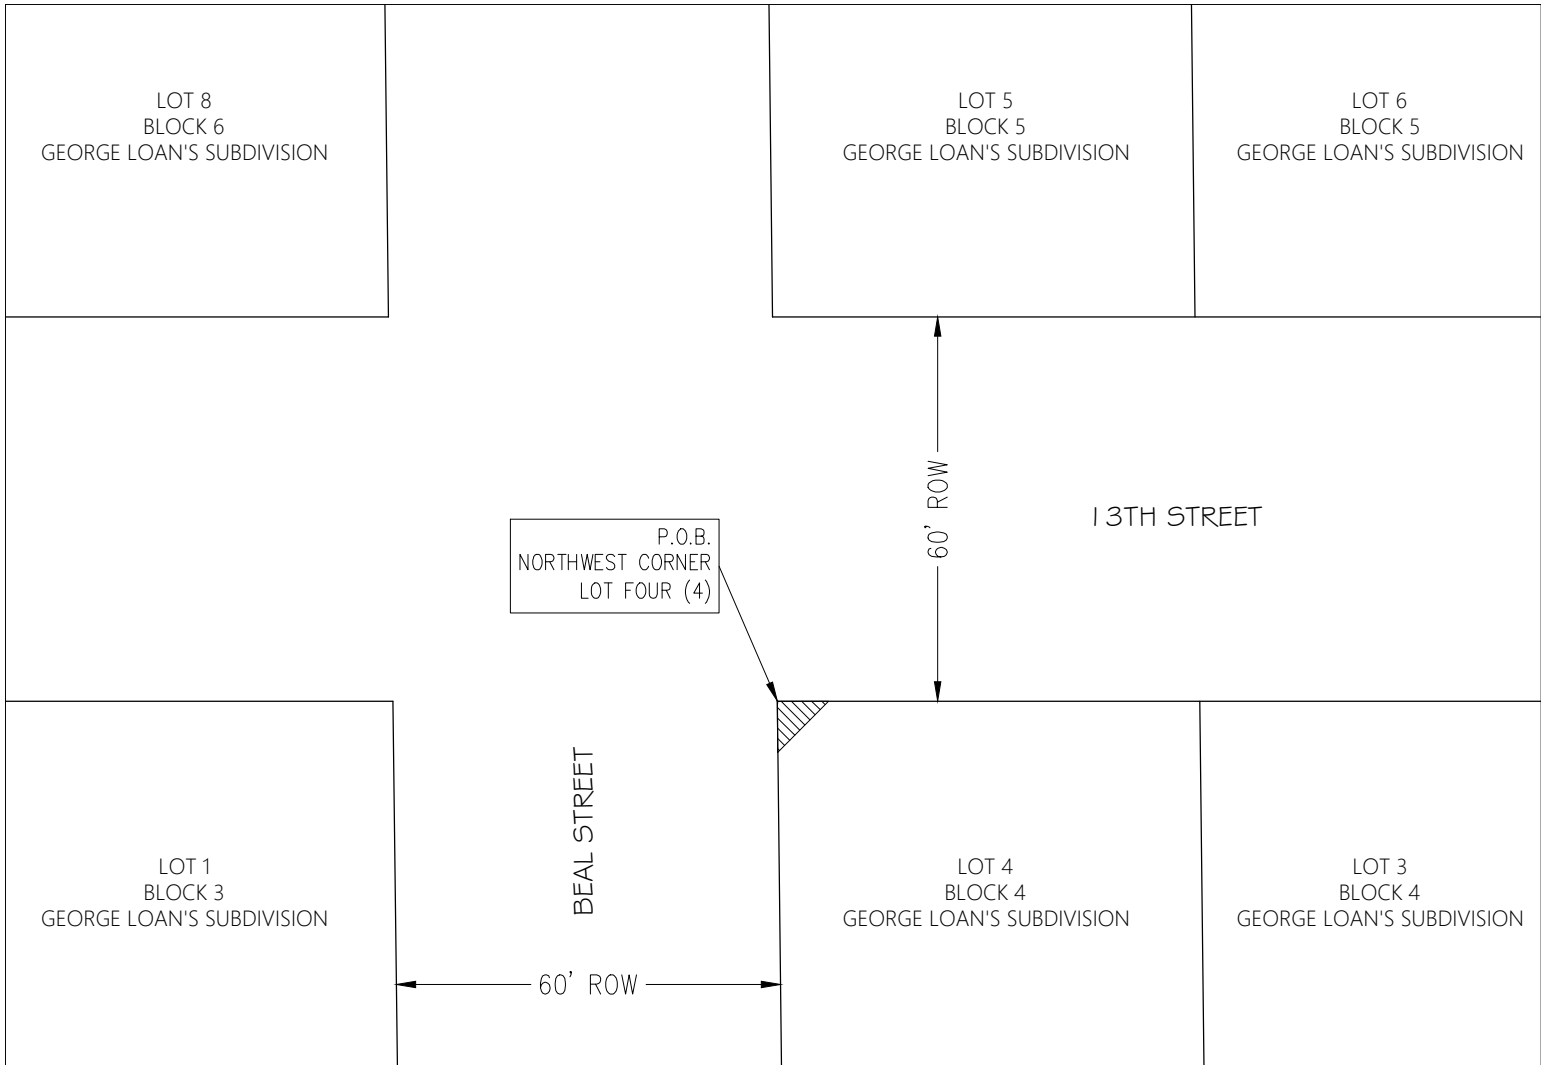 LOT 8
BLOCK 6
GEORGE LOAN'S SUBDIVISION
LOT 5
BLOCK 5
GEORGE LOAN'S SUBDIVISION
LOT 6
BLOCK 5
GEORGE LOAN'S SUBDIVISION
60' ROW
13TH STREET
P.O.B.
NORTHWEST CORNER
LOT FOUR (4)
BEAL STREET
LOT 1
BLOCK 3
GEORGE LOAN'S SUBDIVISION
LOT 4
BLOCK 4
GEORGE LOAN'S SUBDIVISION
LOT 3
BLOCK 4
GEORGE LOAN'S SUBDIVISION
60' ROW